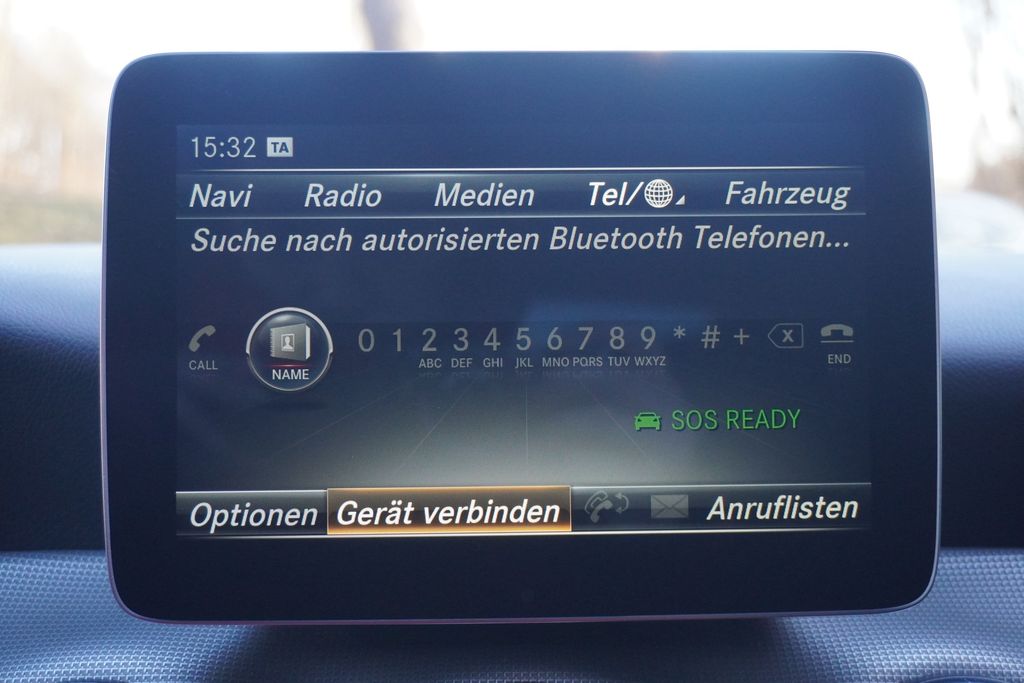 15:32 TA
Navi Radio Medien Tel/ Fahrzeug
Suche nach autorisierten Bluetooth Telefonen...
0 1 2 3 4 5 6 7 8 9 * # + x
CALL NAME ABC DEF GHI JKL MNO PQRS TUV WXYZ END
SOS READY
Optionen Gerät verbinden Anruflisten